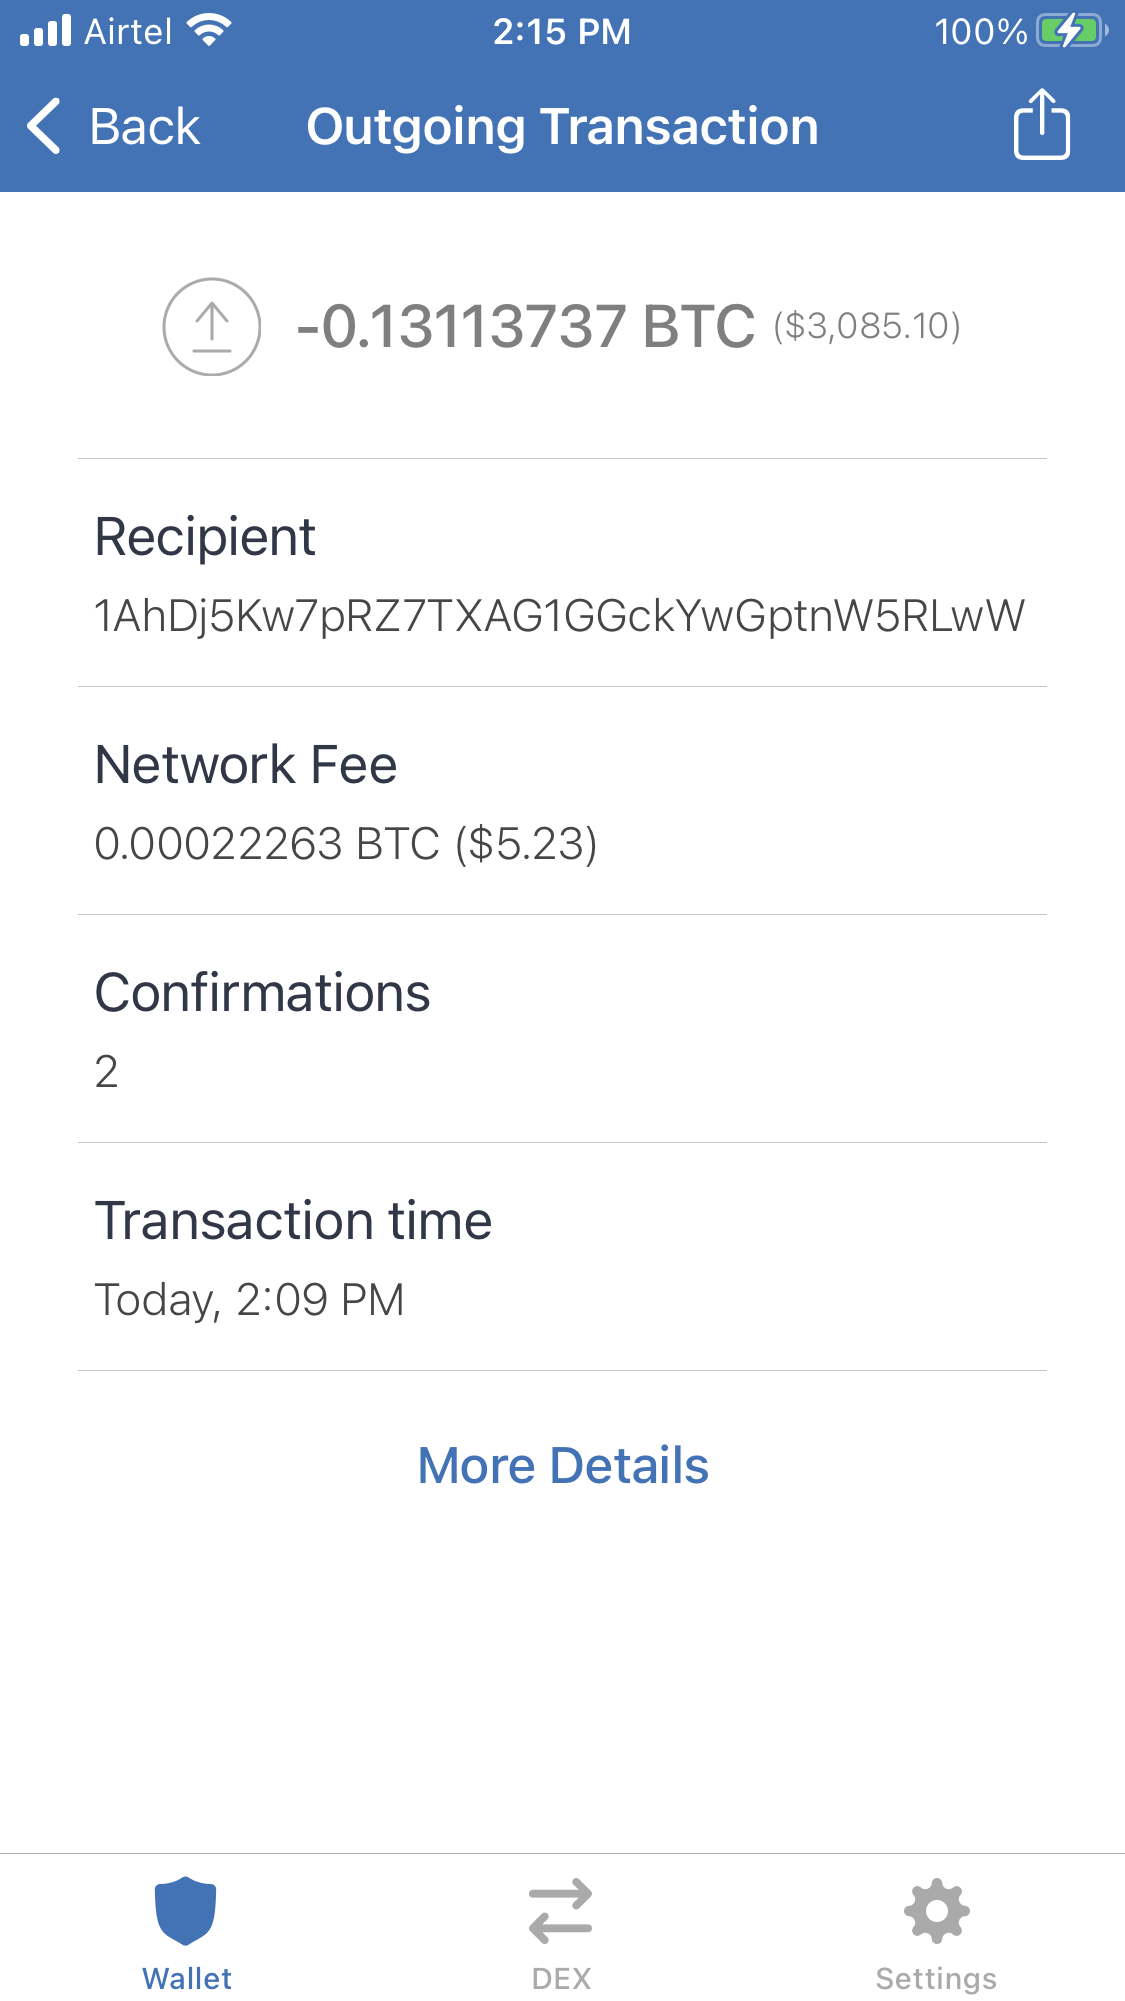 Airtel 2:15 PM 100%
Back Outgoing Transaction
-0.13113737 BTC ($3,085.10)
Recipient
1AhDj5Kw7pRZ7TXAG1GGckYwGptnW5RLwW
Network Fee
0.00022263 BTC ($5.23)
Confirmations
2
Transaction time
Today, 2:09 PM
More Details
Wallet DEX Settings